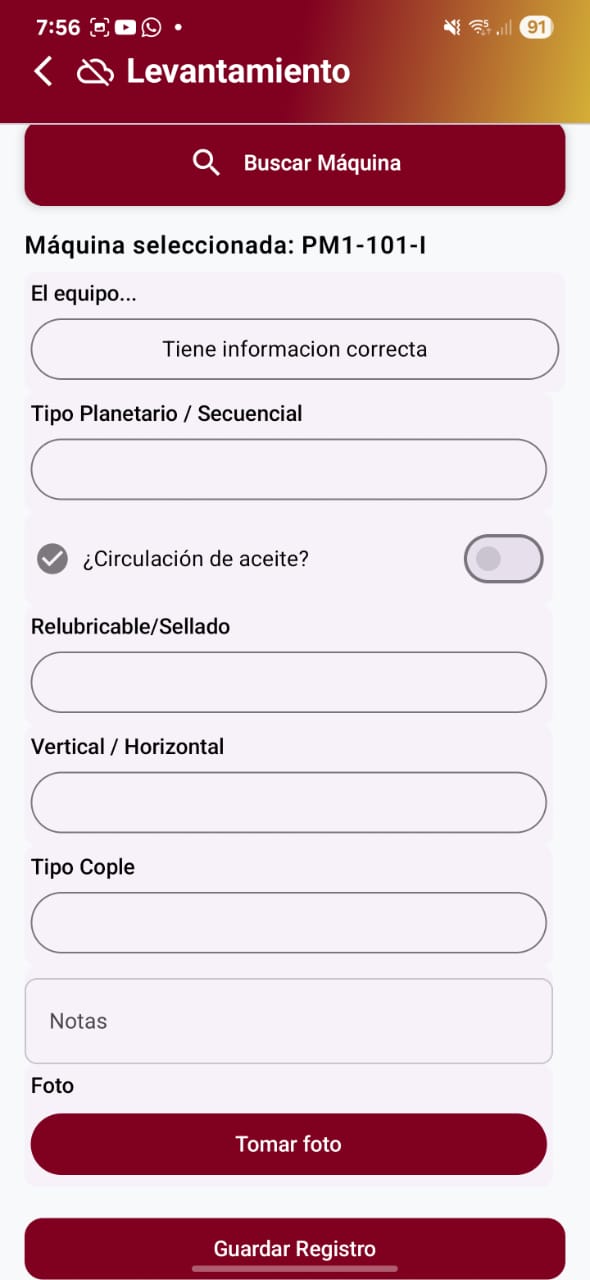 7:56
91
Levantamiento
Buscar Máquina
Máquina seleccionada: PM1-101-I
El equipo...
Tiene informacion correcta
Tipo Planetario / Secuencial
¿Circulación de aceite?
Relubricable/Sellado
Vertical / Horizontal
Tipo Cople
Notas
Foto
Tomar foto
Guardar Registro